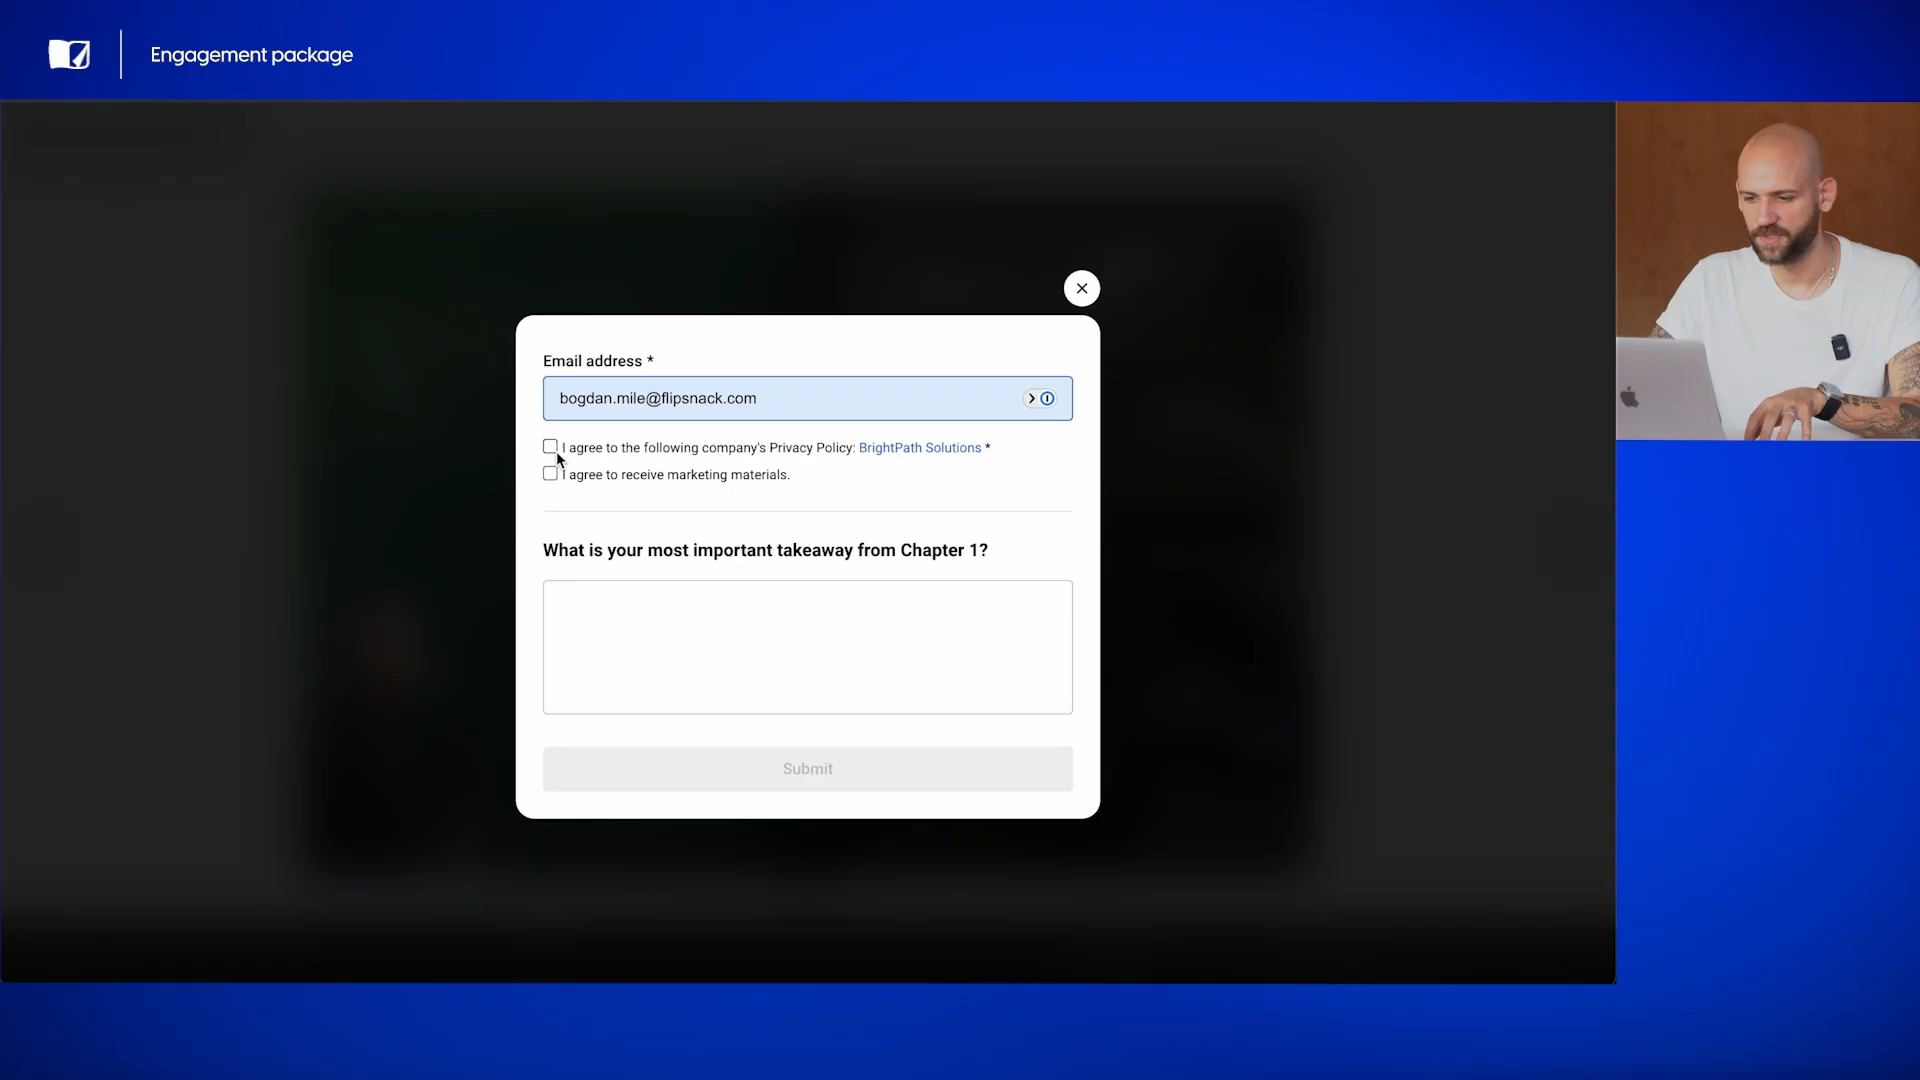 Engagement package
Email address *
bogdan.mile@flipsnack.com
I agree to the following company's Privacy Policy: BrightPath Solutions *
I agree to receive marketing materials.
What is your most important takeaway from Chapter 1?
Submit